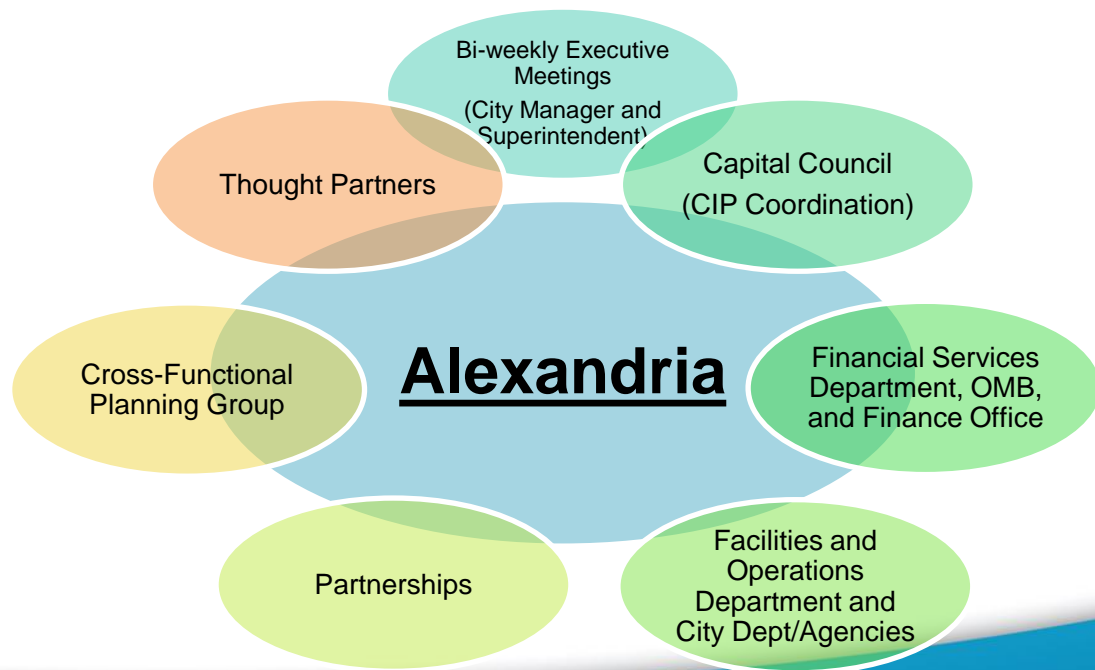 Bi-weekly Executive
Meetings
(City Manager and
Superintendent)
Thought Partners
Capital Council
(CIP Coordination)
Alexandria
Cross-Functional
Planning Group
Financial Services
Department, OMB,
and Finance Office
Partnerships
Facilities and
Operations
Department and
City Dept/Agencies